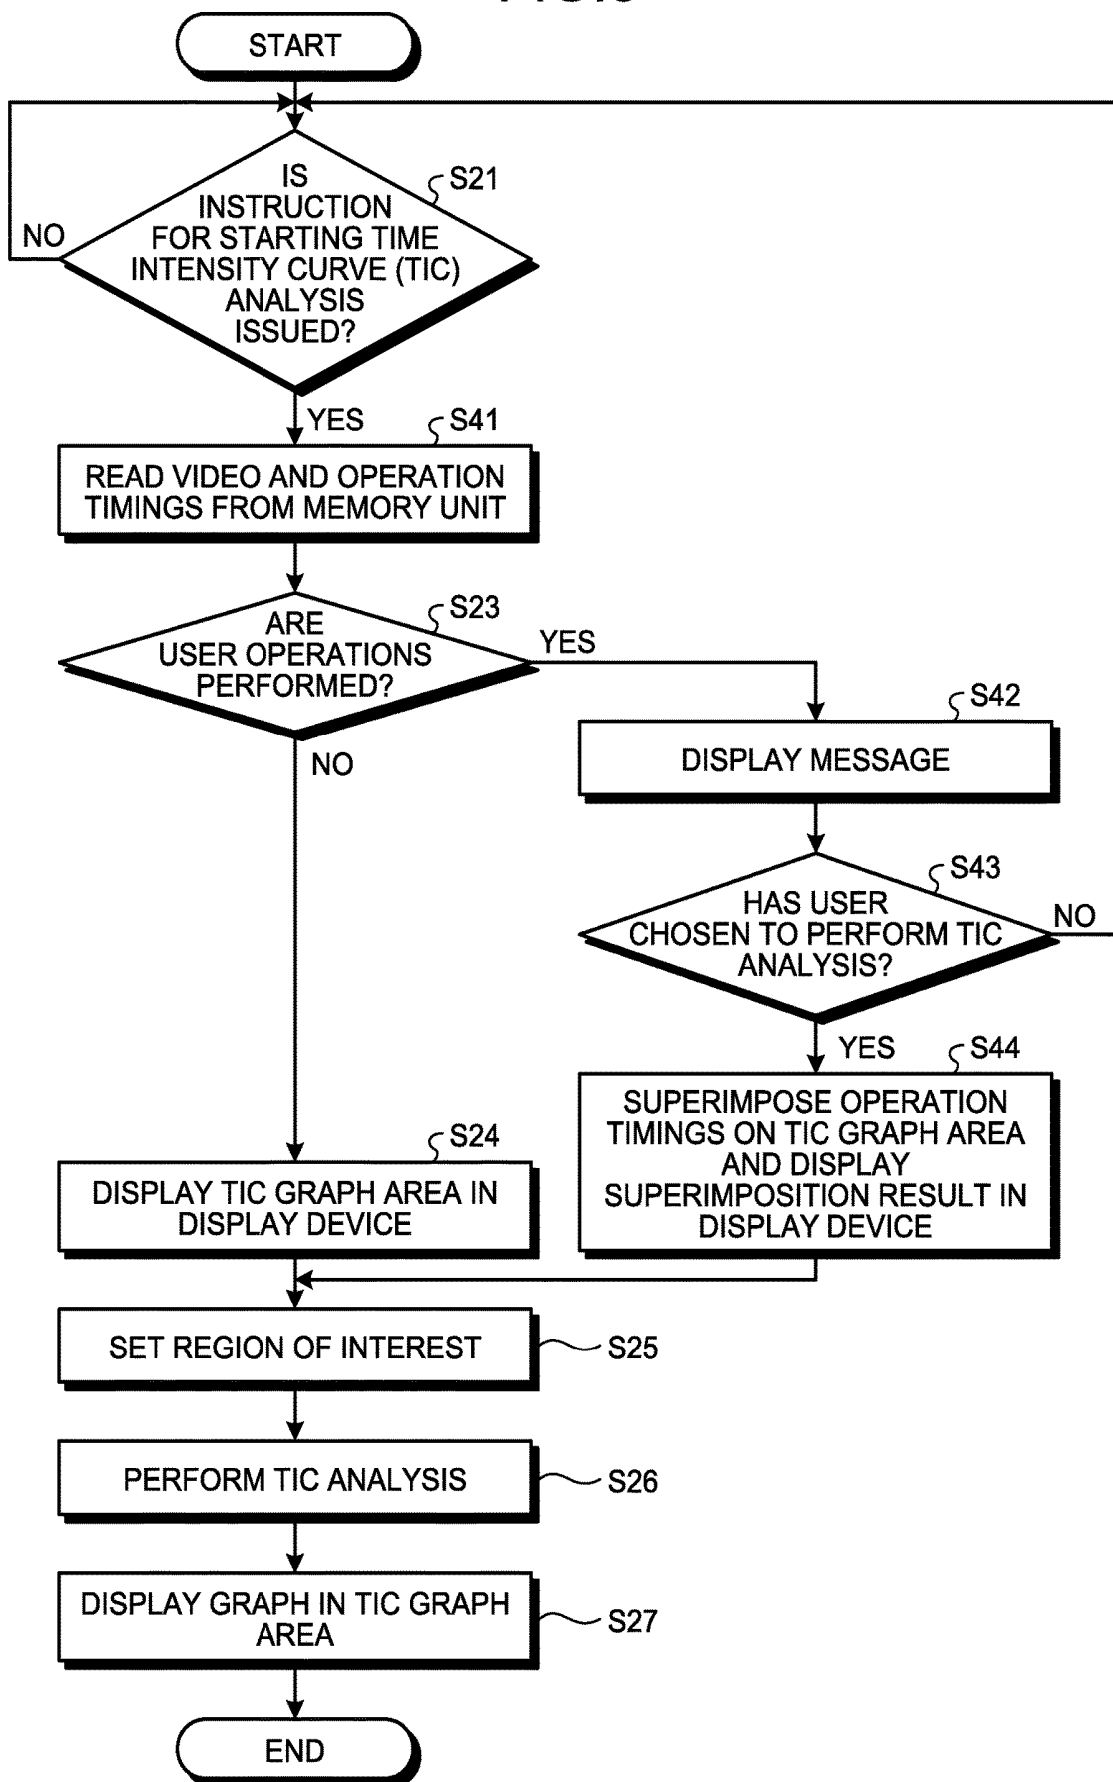 START
IS
INSTRUCTION
FOR STARTING TIME
INTENSITY CURVE (TIC)
ANALYSIS
ISSUED?
S21
NO
YES
S41
READ VIDEO AND OPERATION
TIMINGS FROM MEMORY UNIT
S23
ARE
USER OPERATIONS
PERFORMED?
YES
NO
S42
DISPLAY MESSAGE
S43
HAS USER
CHOSEN TO PERFORM TIC
ANALYSIS?
NO
YES
S44
SUPERIMPOSE OPERATION
TIMINGS ON TIC GRAPH AREA
AND DISPLAY
SUPERIMPOSITION RESULT IN
DISPLAY DEVICE
S24
DISPLAY TIC GRAPH AREA IN
DISPLAY DEVICE
SET REGION OF INTEREST
S25
PERFORM TIC ANALYSIS
S26
DISPLAY GRAPH IN TIC GRAPH
AREA
S27
END